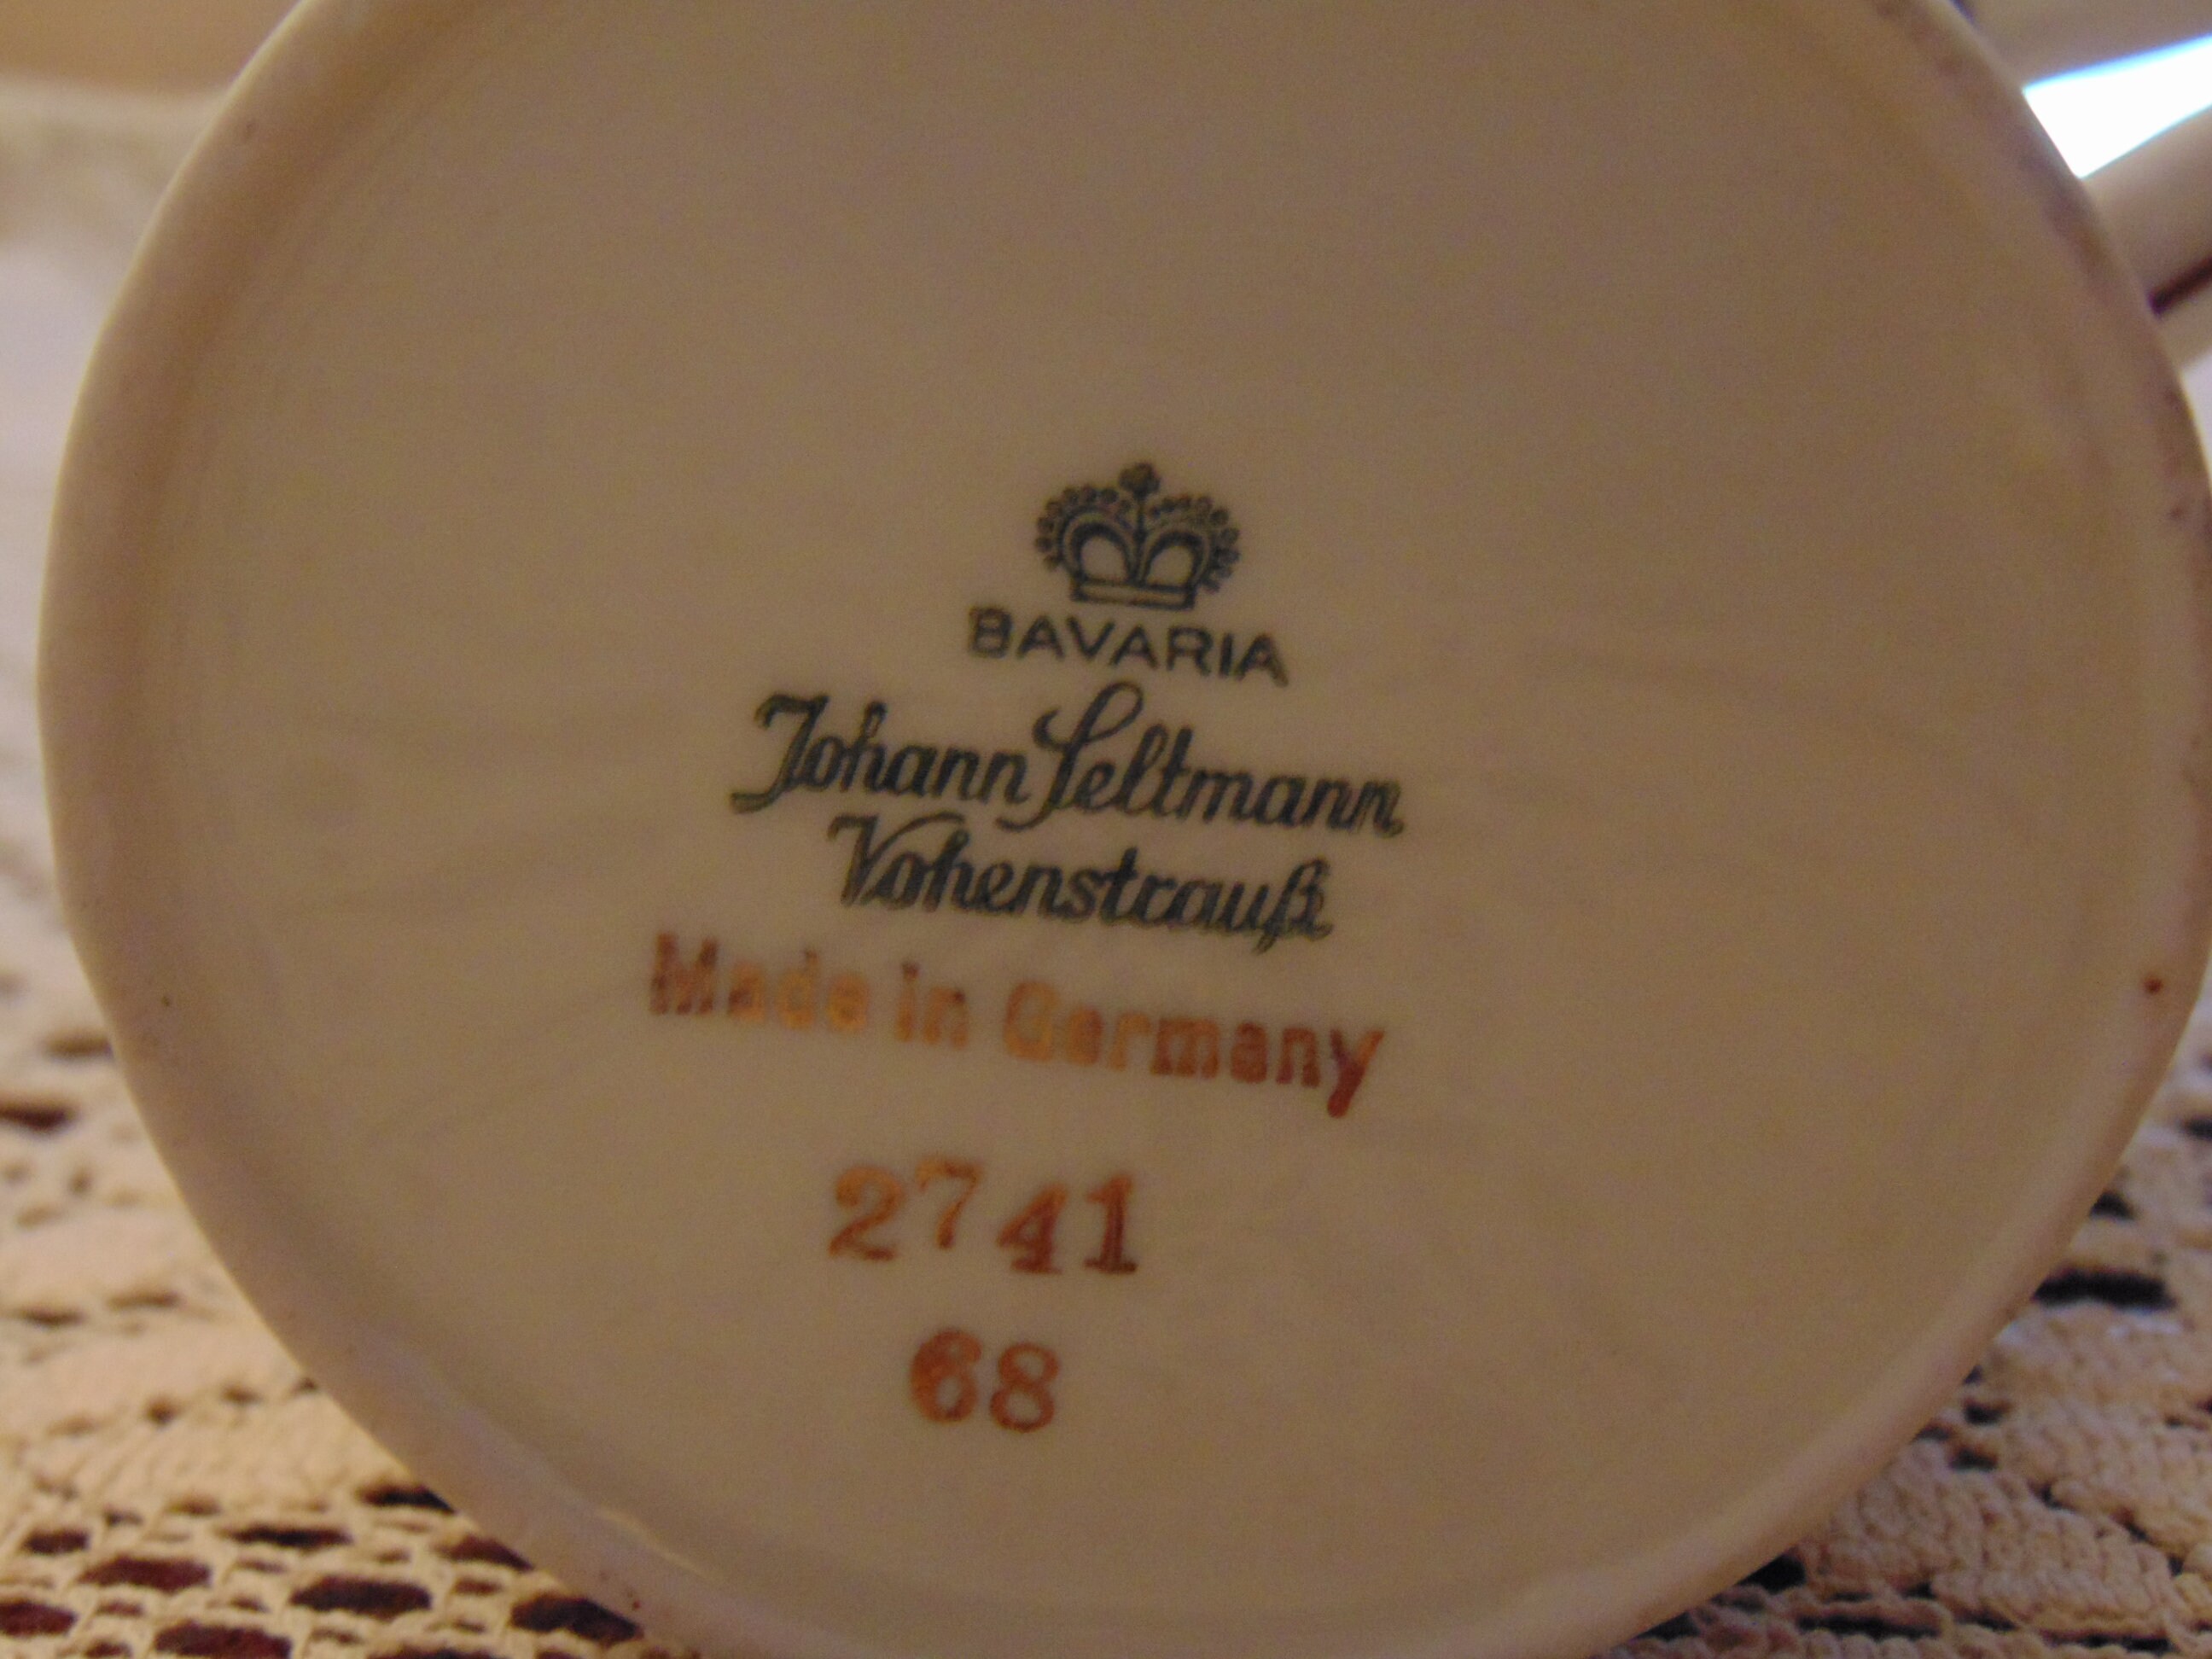 BAVARIA
Johann Seltmann
Vohenstrauß
Made in Germany
2741
68